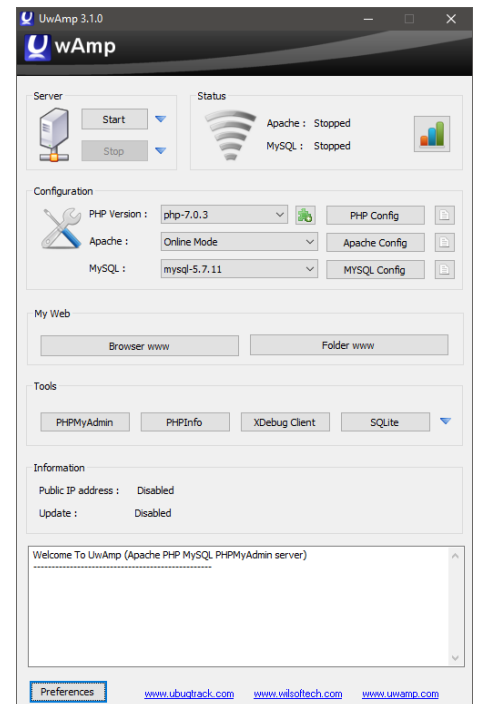 UwAmp 3.1.0
UwAmp
Server
Start
Stop
Status
Apache : Stopped
MySQL : Stopped
Configuration
PHP Version : php-7.0.3 PHP Config
Apache : Online Mode Apache Config
MySQL : mysql-5.7.11 MYSQL Config
My Web
Browser www Folder www
Tools
PHPMyAdmin PHPInfo XDebug Client SQLite
Information
Public IP address : Disabled
Update : Disabled
Welcome To UwAmp (Apache PHP MySQL PHPMyAdmin server)
--------------------------------------------------
Preferences www.ubugtrack.com www.wilsoftech.com www.uwamp.com